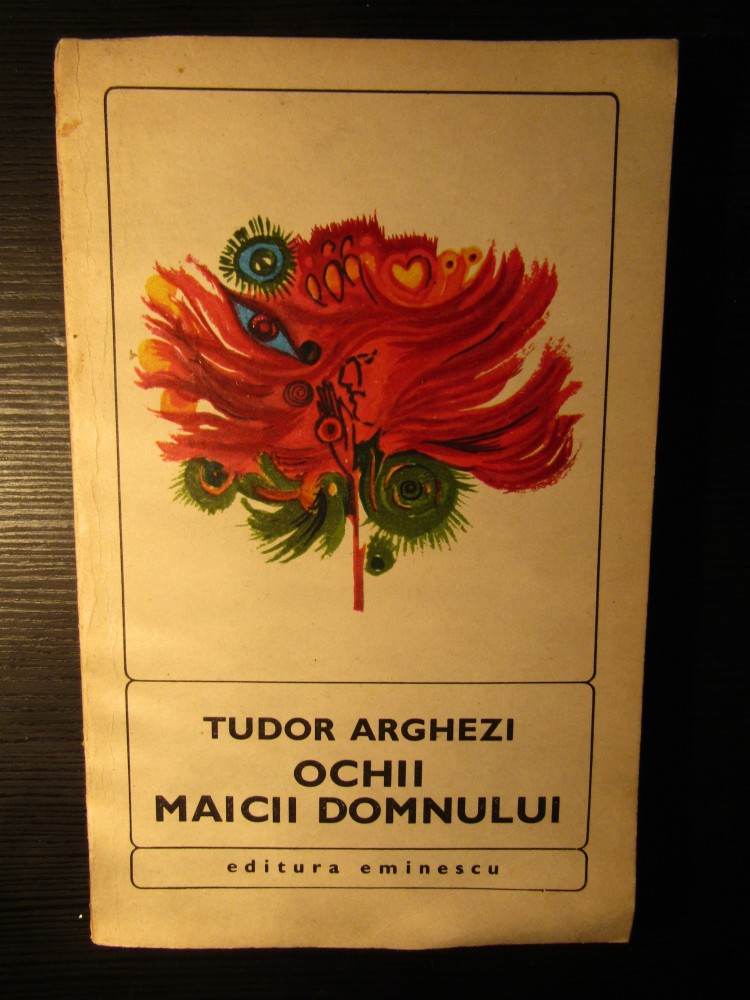 TUDOR ARGHEZI
OCHII
MAICII DOMNULUI
editura eminescu